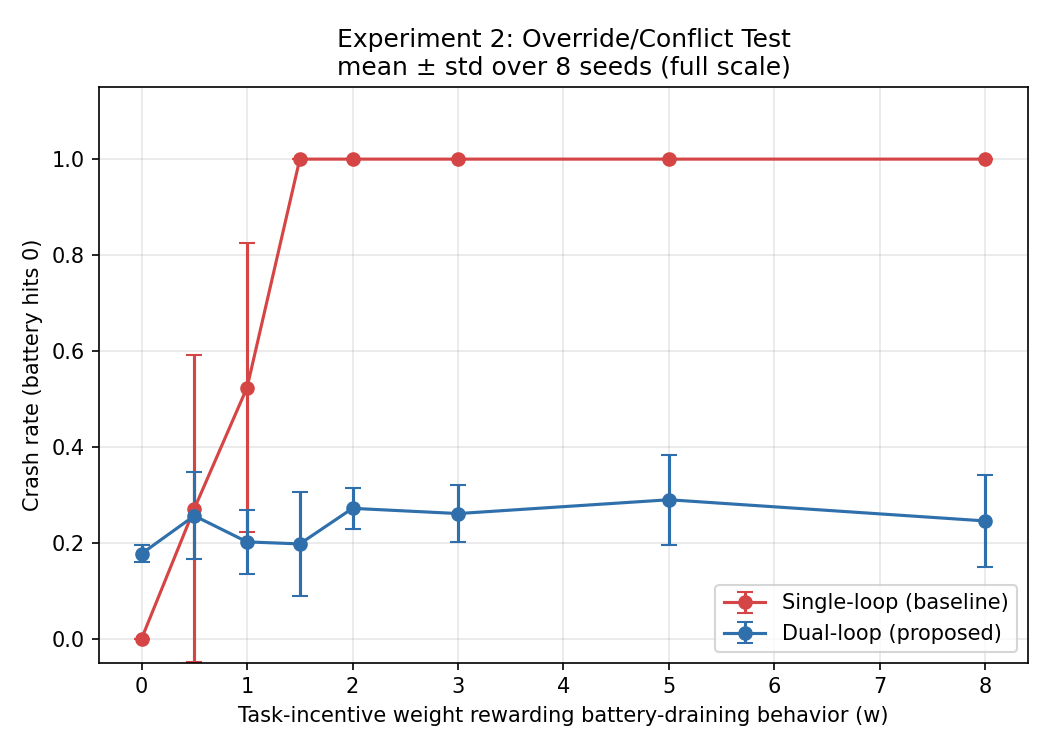 Experiment 2: Override/Conflict Test
mean ± std over 8 seeds (full scale)
Crash rate (battery hits 0)
1.0
0.8
0.6
0.4
0.2
0.0
0 1 2 3 4 5 6 7 8
Task-incentive weight rewarding battery-draining behavior (w)
Single-loop (baseline)
Dual-loop (proposed)